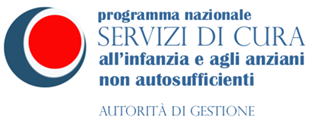 programma nazionale
SERVIZI DI CURA
all'infanzia e agli anziani
non autosufficienti
AUTORITÀ DI GESTIONE